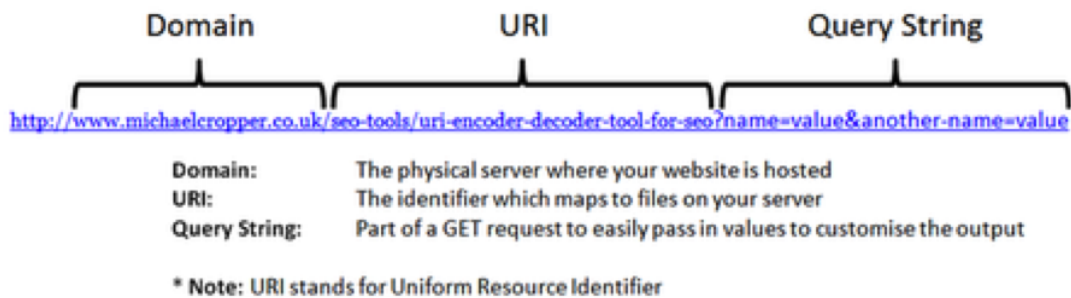 Domain URI Query String
http://www.michaelcropper.co.uk/seo-tools/uri-encoder-decoder-tool-for-seo?name=value&another-name=value
Domain: The physical server where your website is hosted
URI: The identifier which maps to files on your server
Query String: Part of a GET request to easily pass in values to customise the output
* Note: URI stands for Uniform Resource Identifier